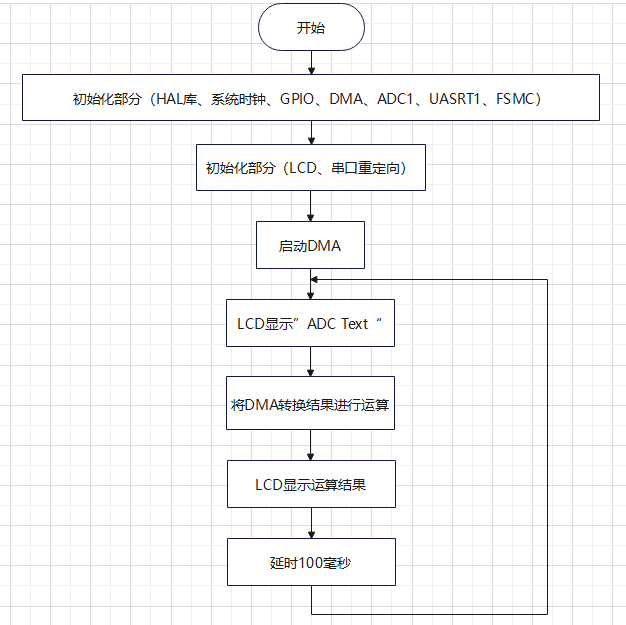 开始
初始化部分（HAL库、系统时钟、GPIO、DMA、ADC1、UASRT1、FSMC）
初始化部分（LCD、串口重定向）
启动DMA
LCD显示”ADC Text“
将DMA转换结果进行运算
LCD显示运算结果
延时100毫秒